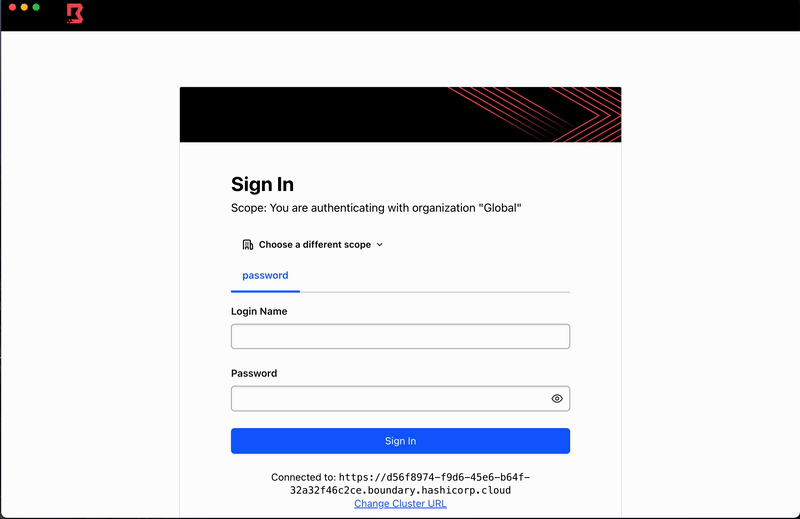 Sign In
Scope: You are authenticating with organization "Global"
Choose a different scope
password
Login Name
Password
Sign In
Connected to: https://d56f8974-f9d6-45e6-b64f-
32a32f46c2ce.boundary.hashicorp.cloud
Change Cluster URL